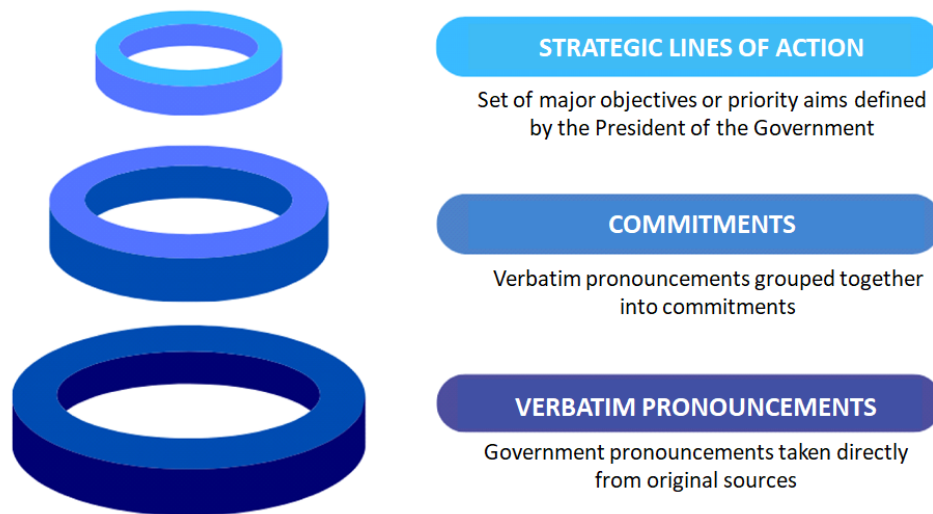 STRATEGIC LINES OF ACTION
Set of major objectives or priority aims defined
by the President of the Government
COMMITMENTS
Verbatim pronouncements grouped together
into commitments
VERBATIM PRONOUNCEMENTS
Government pronouncements taken directly
from original sources